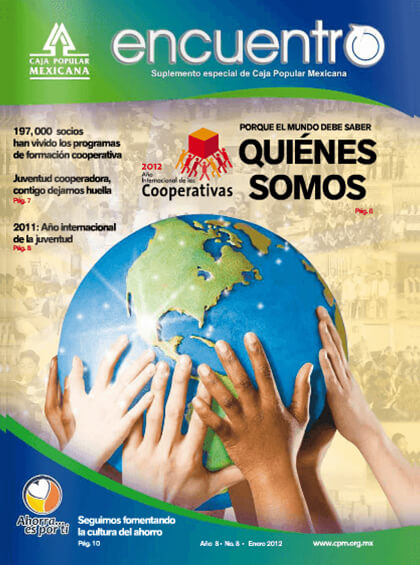 CAJA POPULAR
MEXICANA
encuentro
Suplemento especial de Caja Popular Mexicana
197,000 socios
han vivido los programas
de formación cooperativa
Juventud cooperadora,
contigo dejamos huella
Pág. 7
2011: Año internacional
de la juventud
Pág. 8
2012
Año
Internacional de las
Cooperativas
PORQUE EL MUNDO DEBE SABER
QUIÉNES
SOMOS
Pág. 6
Ahorra...
es por ti
Seguimos fomentando
la cultura del ahorro
Pág. 10
Año 8 • No. 8 • Enero 2012
www.cpm.org.mx